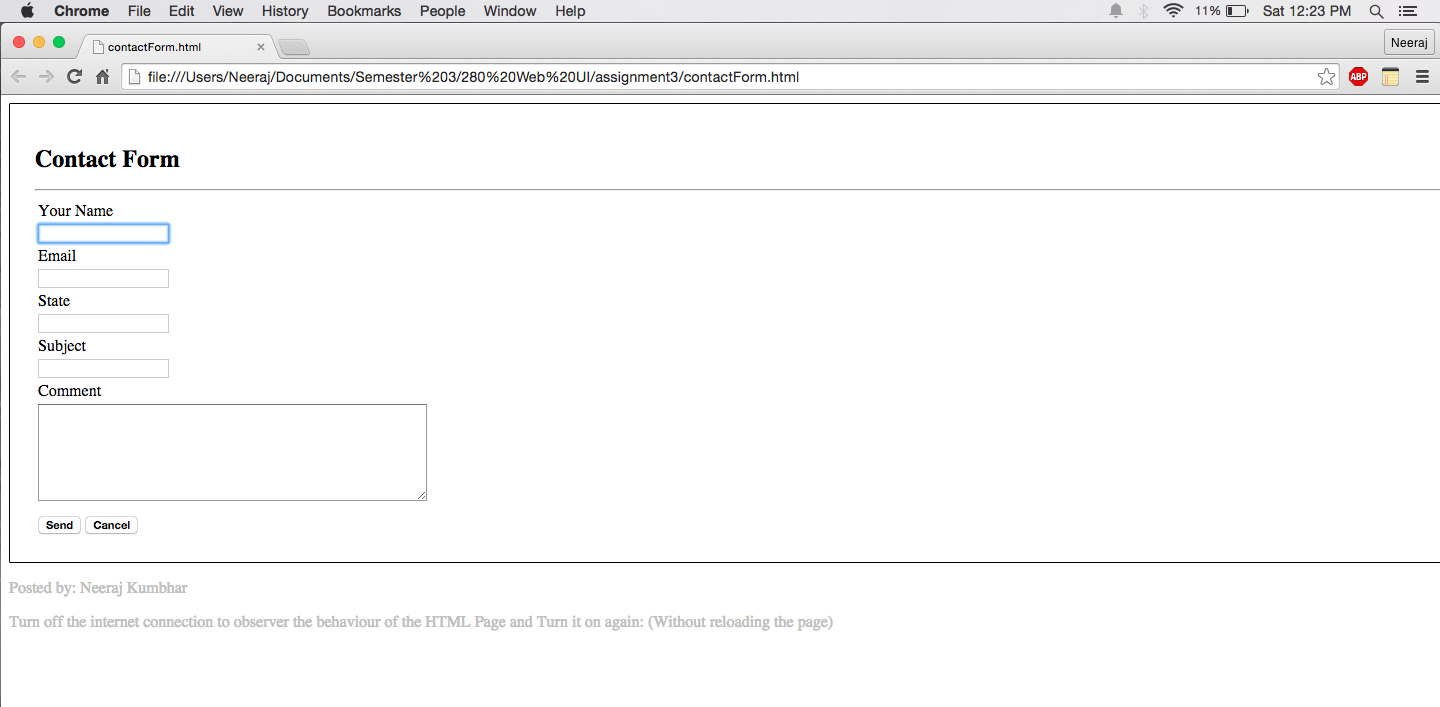 Chrome File Edit View History Bookmarks People Window Help 11% Sat 12:23 PM
contactForm.html Neeraj
file:///Users/Neeraj/Documents/Semester%203/280%20Web%20UI/assignment3/contactForm.html ABP
Contact Form
Your Name
Email
State
Subject
Comment
Send Cancel
Posted by: Neeraj Kumbhar
Turn off the internet connection to observer the behaviour of the HTML Page and Turn it on again: (Without reloading the page)